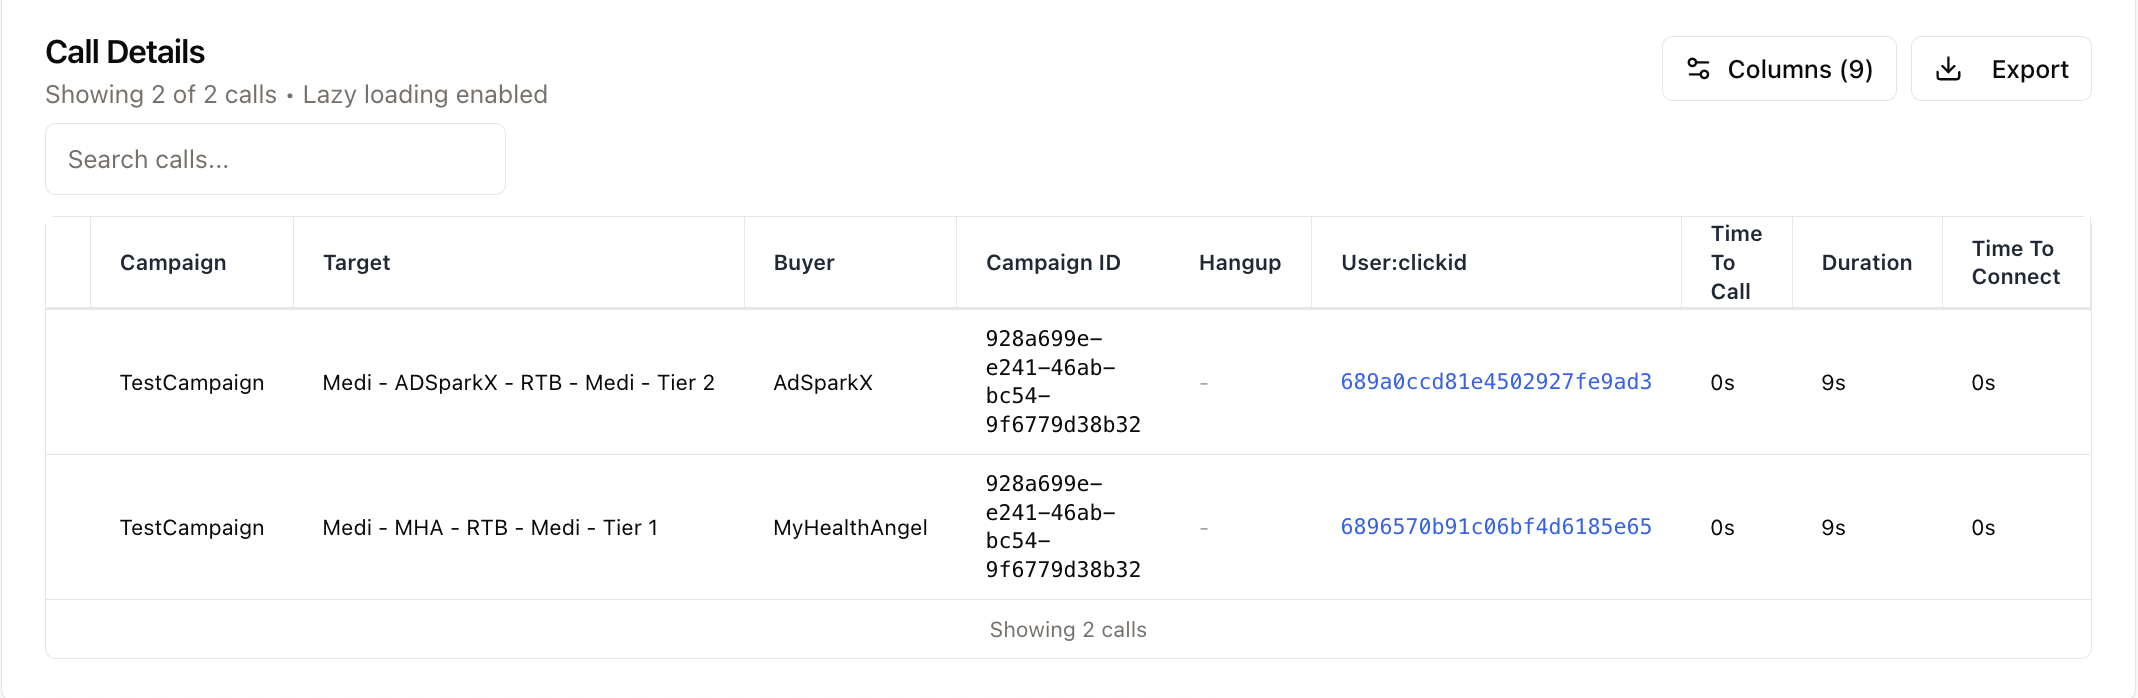 Call Details
Showing 2 of 2 calls • Lazy loading enabled
Columns (9)
Export
Search calls...
Campaign
Target
Buyer
Campaign ID
Hangup
User:clickid
Time
To
Call
Duration
Time To
Connect
TestCampaign
Medi - ADSparkX - RTB - Medi - Tier 2
AdSparkX
928a699e-
e241-46ab-
bc54-
9f6779d38b32
-
689a0ccd81e4502927fe9ad3
0s
9s
0s
TestCampaign
Medi - MHA - RTB - Medi - Tier 1
MyHealthAngel
928a699e-
e241-46ab-
bc54-
9f6779d38b32
-
6896570b91c06bf4d6185e65
0s
9s
0s
Showing 2 calls